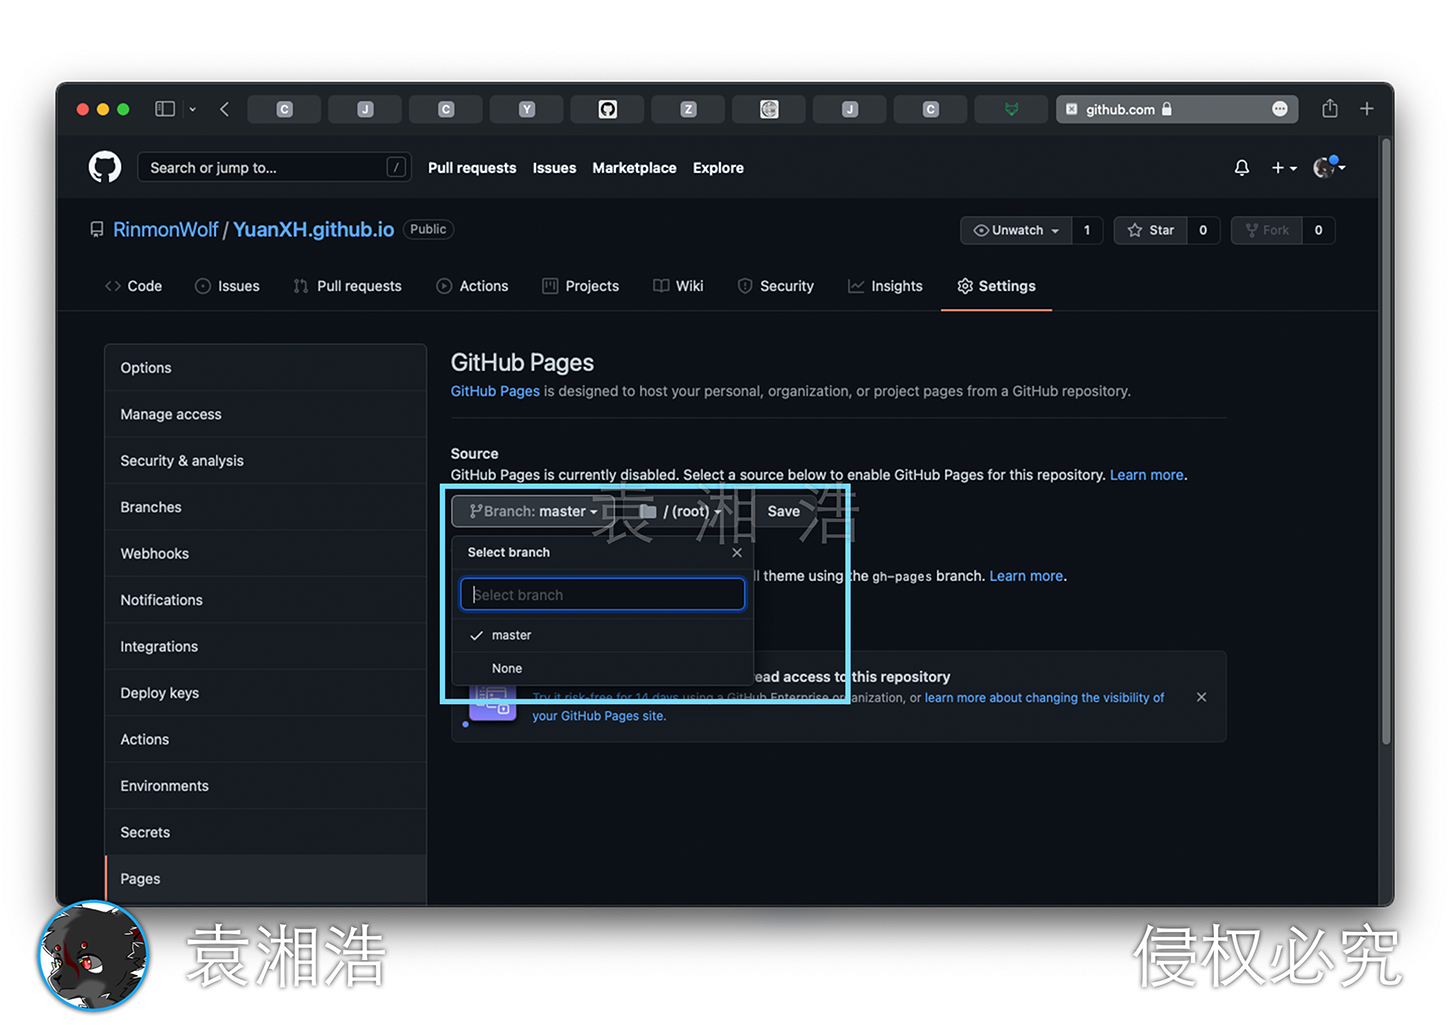 C J C Y Z J C github.com
Search or jump to... / Pull requests Issues Marketplace Explore
RinmonWolf / YuanXH.github.io Public Unwatch 1 Star 0 Fork 0
Code Issues Pull requests Actions Projects Wiki Security Insights Settings
Options
Manage access
Security & analysis
Branches
Webhooks
Notifications
Integrations
Deploy keys
Actions
Environments
Secrets
Pages
GitHub Pages
GitHub Pages is designed to host your personal, organization, or project pages from a GitHub repository.
Source
GitHub Pages is currently disabled. Select a source below to enable GitHub Pages for this repository. Learn more.
Branch: master / (root) Save
袁湘浩
Select branch
theme using the gh-pages branch. Learn more.
Select branch
master
None
access to this repository
Try it risk-free for 14 days using a GitHub Enterprise organization, or learn more about changing the visibility of
your GitHub Pages site.
袁湘浩 侵权必究